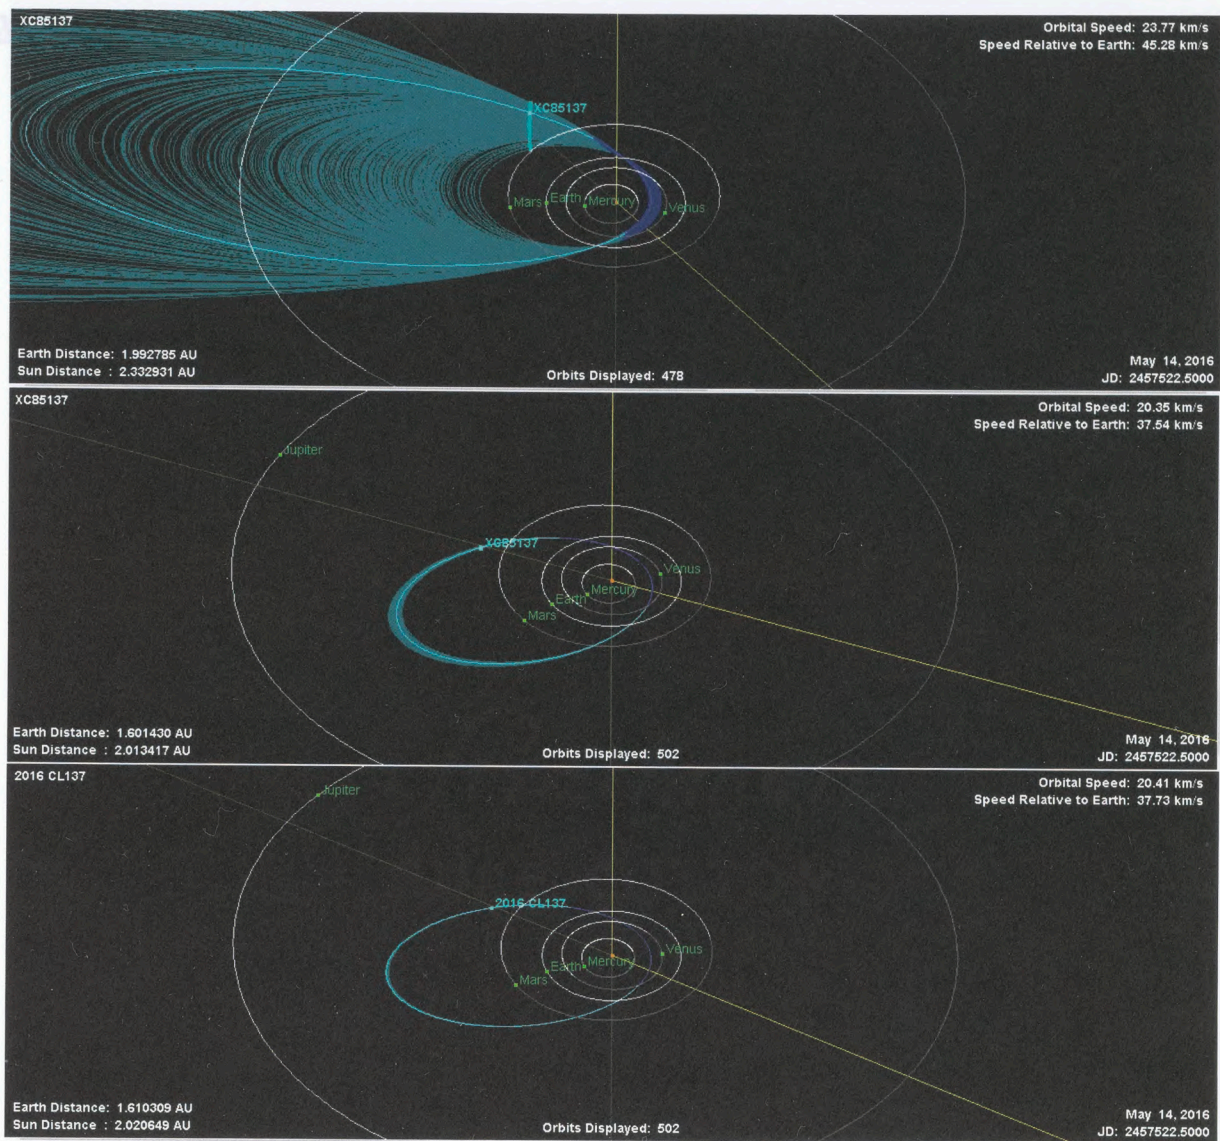 XC85137
Orbital Speed: 23.77 km/s
Speed Relative to Earth: 45.28 km/s
XC85137
Mars
Earth
Mercury
Venus
Earth Distance: 1.992785 AU
Sun Distance : 2.332931 AU
Orbits Displayed: 478
May 14, 2016
JD: 2457522.5000
XC85137
Orbital Speed: 20.35 km/s
Speed Relative to Earth: 37.54 km/s
Jupiter
XC85137
Venus
Mercury
Earth
Mars
Earth Distance: 1.601430 AU
Sun Distance : 2.013417 AU
Orbits Displayed: 502
May 14, 2016
JD: 2457522.5000
2016 CL137
Orbital Speed: 20.41 km/s
Speed Relative to Earth: 37.73 km/s
Jupiter
2016 CL137
Venus
Mercury
Earth
Mars
Earth Distance: 1.610309 AU
Sun Distance : 2.020649 AU
Orbits Displayed: 502
May 14, 2016
JD: 2457522.5000